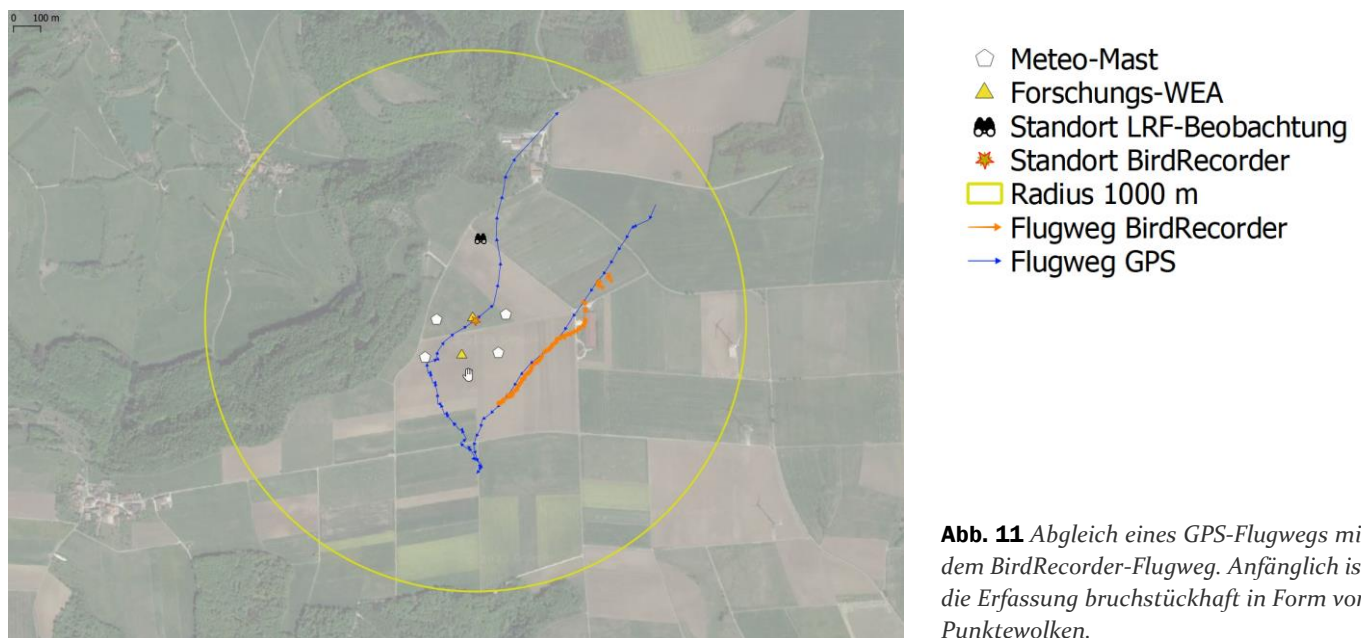 0 100 m
Meteo-Mast
Forschungs-WEA
Standort LRF-Beobachtung
Standort BirdRecorder
Radius 1000 m
Flugweg BirdRecorder
Flugweg GPS
Abb. 11 Abgleich eines GPS-Flugwegs mi
dem BirdRecorder-Flugweg. Anfänglich is
die Erfassung bruchstückhaft in Form vor
Punktewolken.